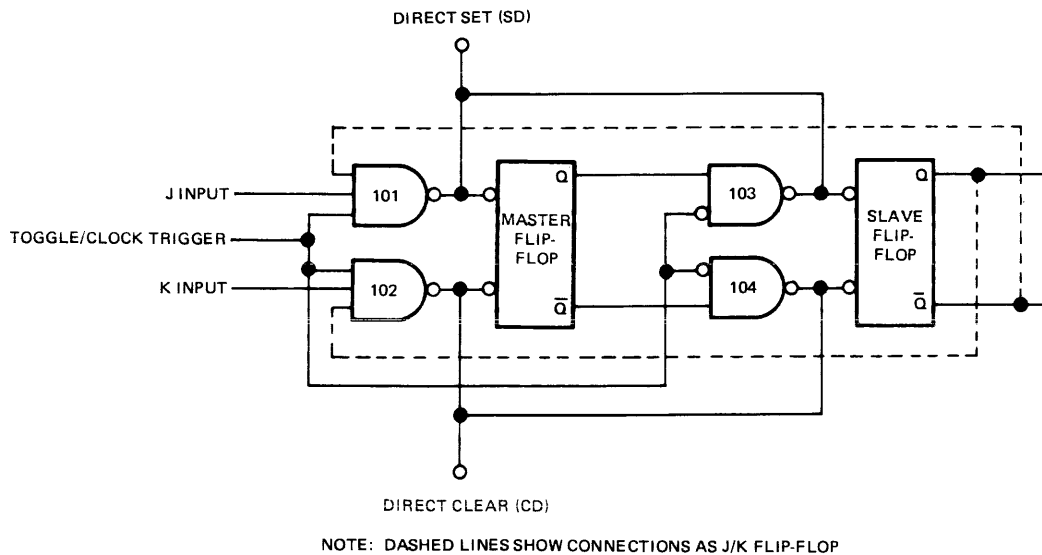 DIRECT SET (SD)
J INPUT
101
Q
103
Q
TOGGLE/CLOCK TRIGGER
MASTER
FLIP-
FLOP
SLAVE
FLIP-
FLOP
K INPUT
102
Q̅
104
Q̅
DIRECT CLEAR (CD)
NOTE: DASHED LINES SHOW CONNECTIONS AS J/K FLIP-FLOP